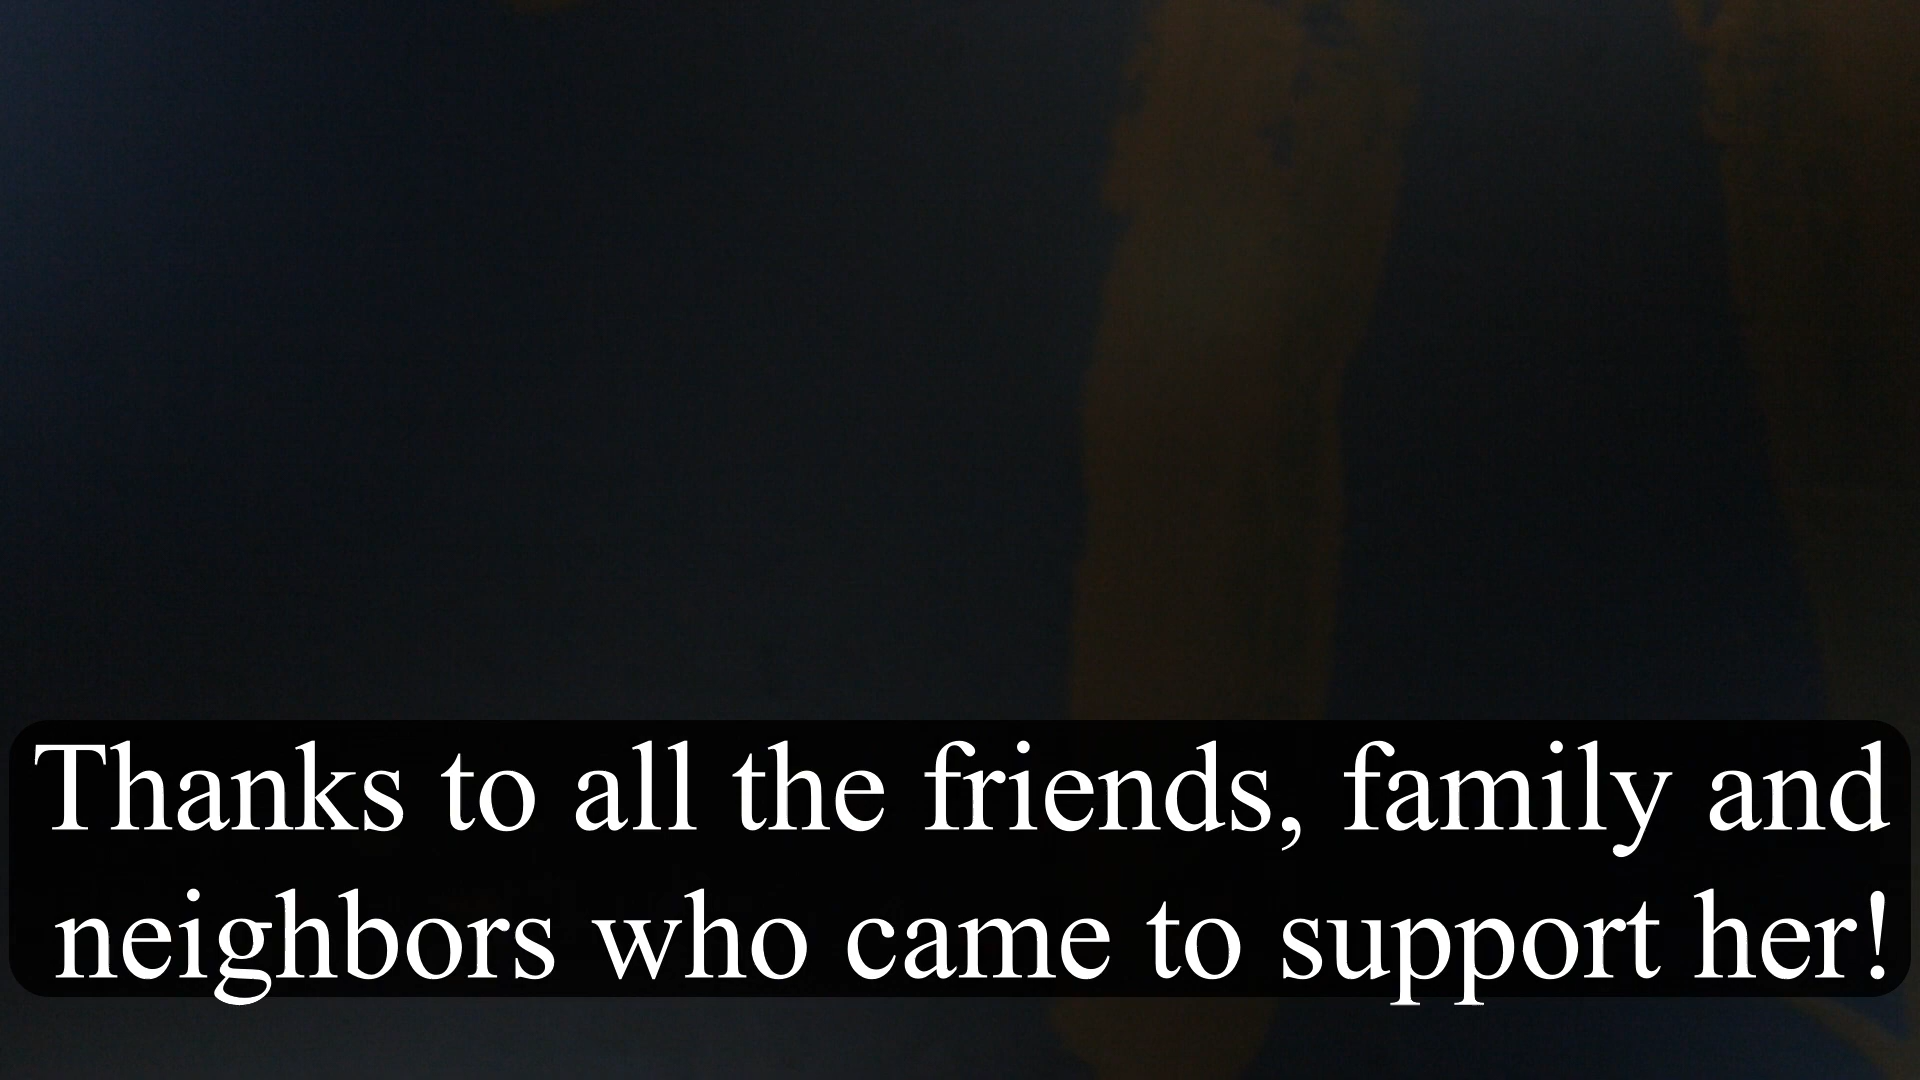 Thanks to all the friends, family and
neighbors who came to support her!